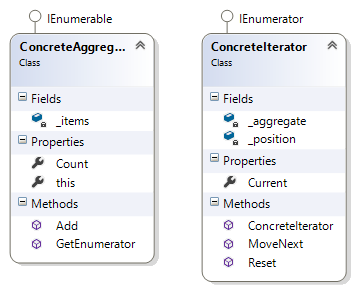 IEnumerable
ConcreteAggreg...
Class
Fields
_items
Properties
Count
this
Methods
Add
GetEnumerator
IEnumerator
ConcreteIterator
Class
Fields
_aggregate
_position
Properties
Current
Methods
ConcreteIterator
MoveNext
Reset